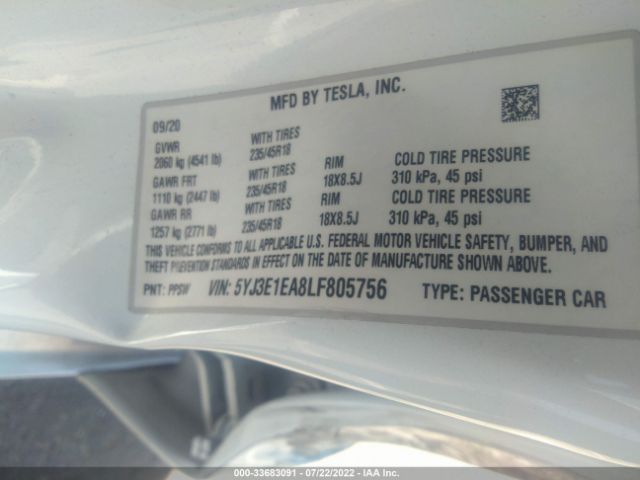 MFD BY TESLA, INC.
09/20
GVWR WITH TIRES RIM COLD TIRE PRESSURE
2060 kg (4541 lb) 235/45R18 18X8.5J 310 kPa, 45 psi
GAWR FRT WITH TIRES RIM COLD TIRE PRESSURE
1110 kg (2447 lb) 235/45R18 18X8.5J 310 kPa, 45 psi
GAWR RR WITH TIRES
1257 kg (2771 lb) 235/45R18
THIS VEHICLE CONFORMS TO ALL APPLICABLE U.S. FEDERAL MOTOR VEHICLE SAFETY, BUMPER, AND
THEFT PREVENTION STANDARDS IN EFFECT ON THE DATE OF MANUFACTURE SHOWN ABOVE.
PNT: PPSW VIN: 5YJ3E1EA8LF805756 TYPE: PASSENGER CAR
000-33683091 - 07/22/2022 - IAA Inc.